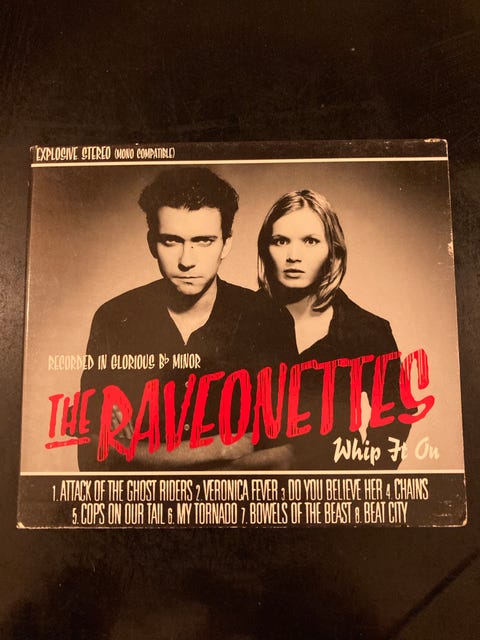 EXPLOSIVE STEREO (MONO COMPATIBLE)
RECORDED IN GLORIOUS B♭ MINOR
THE RAVEONETTES
Whip It On
1. ATTACK OF THE GHOST RIDERS 2. VERONICA FEVER 3. DO YOU BELIEVE HER 4. CHAINS
5. COPS ON OUR TAIL 6. MY TORNADO 7. BOWELS OF THE BEAST 8. BEAT CITY